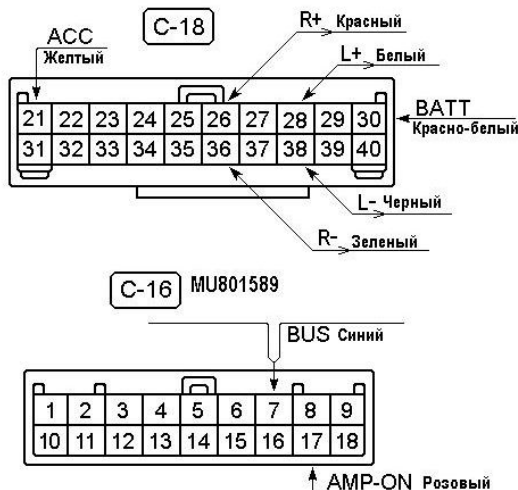 C-18
ACC
Желтый
R+ Красный
L+ Белый
21 22 23 24 25 26 27 28 29 30
31 32 33 34 35 36 37 38 39 40
BATT
Красно-белый
L- Черный
R- Зеленый
C-16 MU801589
BUS Синий
1 2 3 4 5 6 7 8 9
10 11 12 13 14 15 16 17 18
AMP-ON Розовый